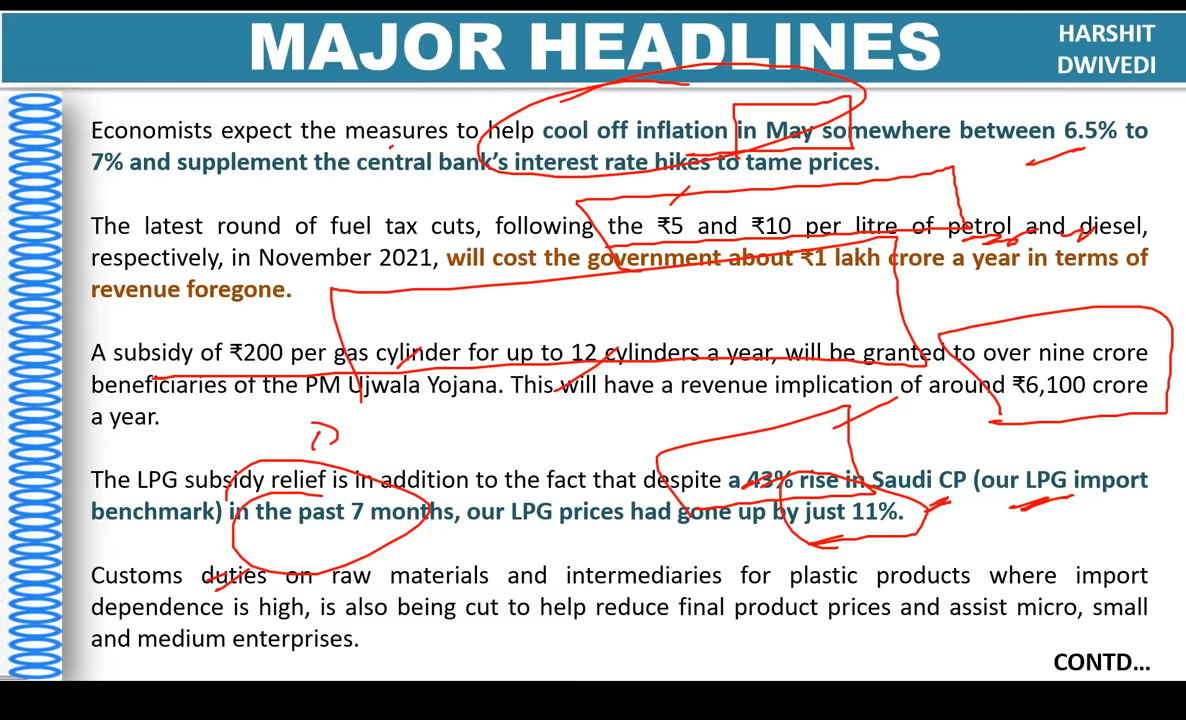 MAJOR HEADLINES
HARSHIT
DWIVEDI
Economists expect the measures to help cool off inflation in May somewhere between 6.5% to
7% and supplement the central bank's interest rate hikes to tame prices.
The latest round of fuel tax cuts, following the ₹5 and ₹10 per litre of petrol and diesel,
respectively, in November 2021, will cost the government about ₹1 lakh crore a year in terms of
revenue foregone.
A subsidy of ₹200 per gas cylinder for up to 12 cylinders a year, will be granted to over nine crore
beneficiaries of the PM Ujwala Yojana. This will have a revenue implication of around ₹6,100 crore
a year.
The LPG subsidy relief is in addition to the fact that despite a 43% rise in Saudi CP (our LPG import
benchmark) in the past 7 months, our LPG prices had gone up by just 11%.
Customs duties on raw materials and intermediaries for plastic products where import
dependence is high, is also being cut to help reduce final product prices and assist micro, small
and medium enterprises.
CONTD...